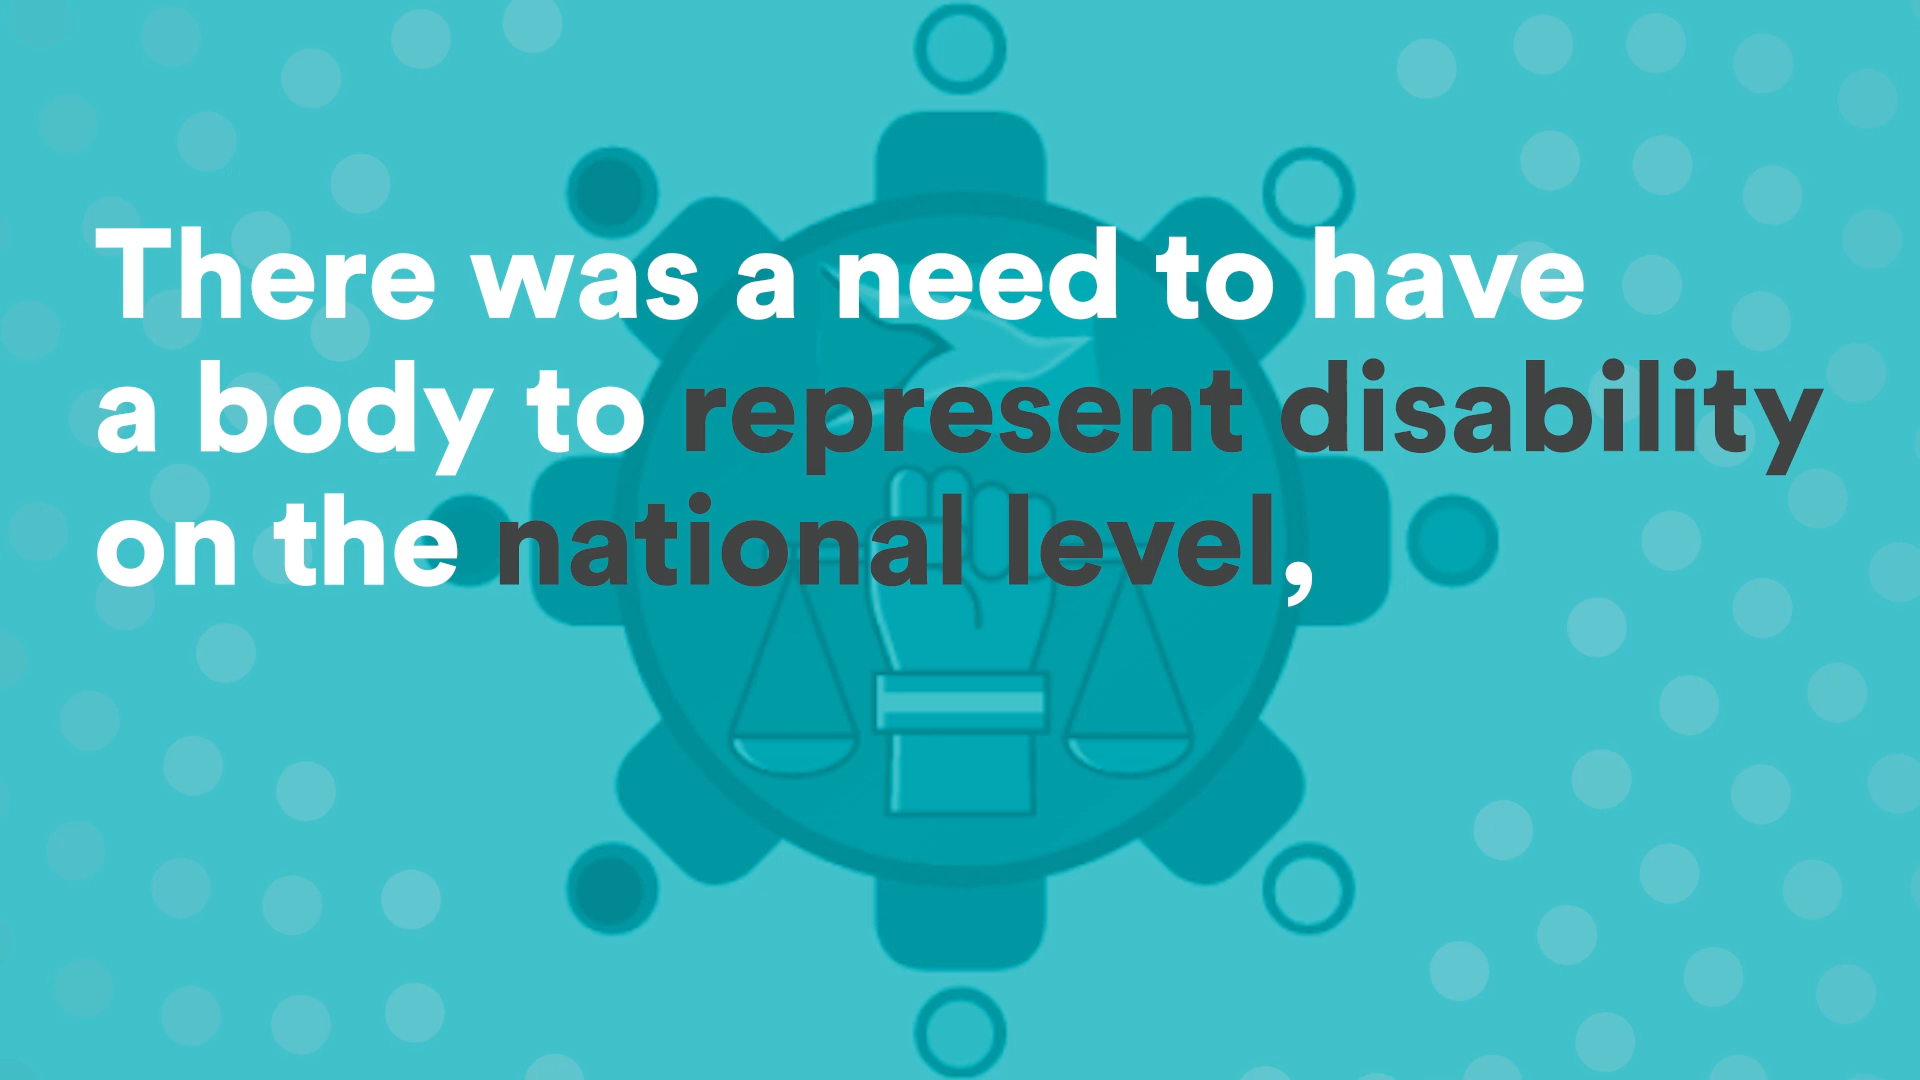 There was a need to have
a body to represent disability
on the national level,